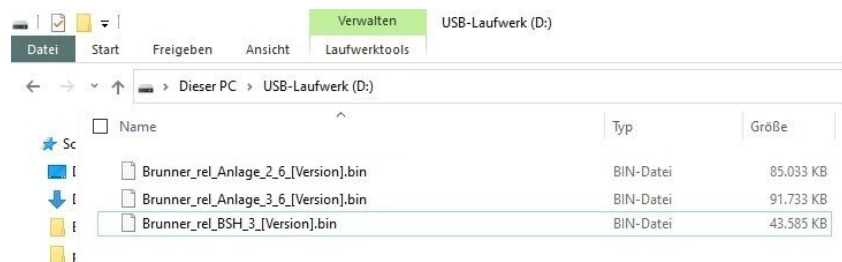 Verwalten USB-Laufwerk (D:)
Datei Start Freigeben Ansicht Laufwerktools
Dieser PC > USB-Laufwerk (D:)
Name Typ Größe
Brunner_rel_Anlage_2_6_[Version].bin BIN-Datei 85.033 KB
Brunner_rel_Anlage_3_6_[Version].bin BIN-Datei 91.733 KB
Brunner_rel_BSH_3_[Version].bin BIN-Datei 43.585 KB